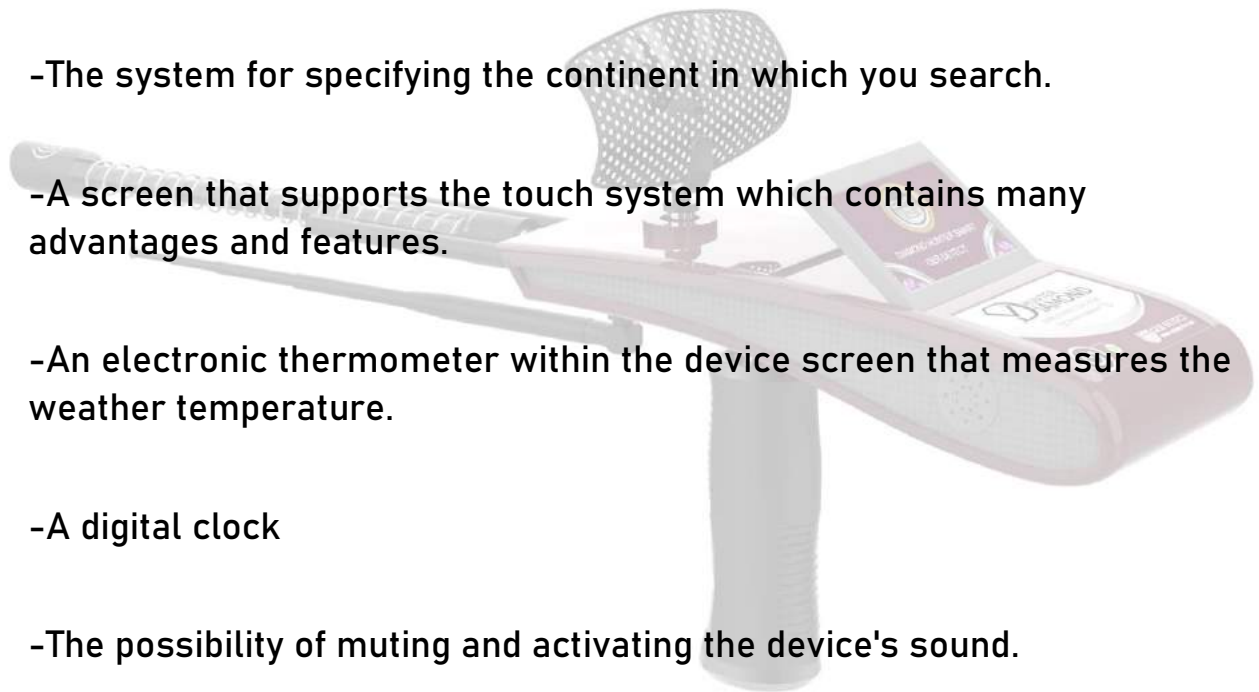 -The system for specifying the continent in which you search.
-A screen that supports the touch system which contains many
advantages and features.
-An electronic thermometer within the device screen that measures the
weather temperature.
-A digital clock
-The possibility of muting and activating the device's sound.